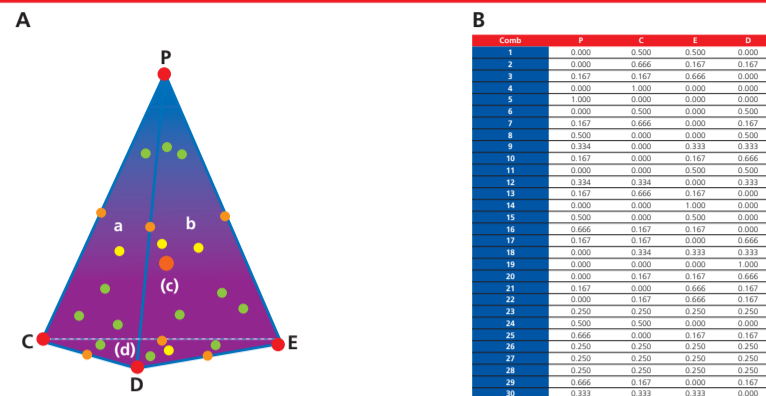 A
P
a
b
(c)
C
E
(d)
D
B
Comb P C E D
1 0.000 0.500 0.500 0.000
2 0.000 0.666 0.167 0.167
3 0.167 0.167 0.666 0.000
4 0.000 1.000 0.000 0.000
5 1.000 0.000 0.000 0.000
6 0.000 0.500 0.000 0.500
7 0.167 0.666 0.000 0.167
8 0.500 0.000 0.000 0.500
9 0.334 0.000 0.333 0.333
10 0.167 0.000 0.167 0.666
11 0.000 0.000 0.500 0.500
12 0.334 0.334 0.000 0.333
13 0.167 0.666 0.167 0.000
14 0.000 0.000 1.000 0.000
15 0.500 0.000 0.500 0.000
16 0.666 0.167 0.167 0.000
17 0.167 0.167 0.000 0.666
18 0.000 0.334 0.333 0.333
19 0.000 0.000 0.000 1.000
20 0.000 0.167 0.167 0.666
21 0.167 0.000 0.666 0.167
22 0.000 0.167 0.666 0.167
23 0.250 0.250 0.250 0.250
24 0.500 0.500 0.000 0.000
25 0.666 0.000 0.167 0.167
26 0.250 0.250 0.250 0.250
27 0.250 0.250 0.250 0.250
28 0.250 0.250 0.250 0.250
29 0.666 0.167 0.000 0.167
30 0.333 0.333 0.333 0.000